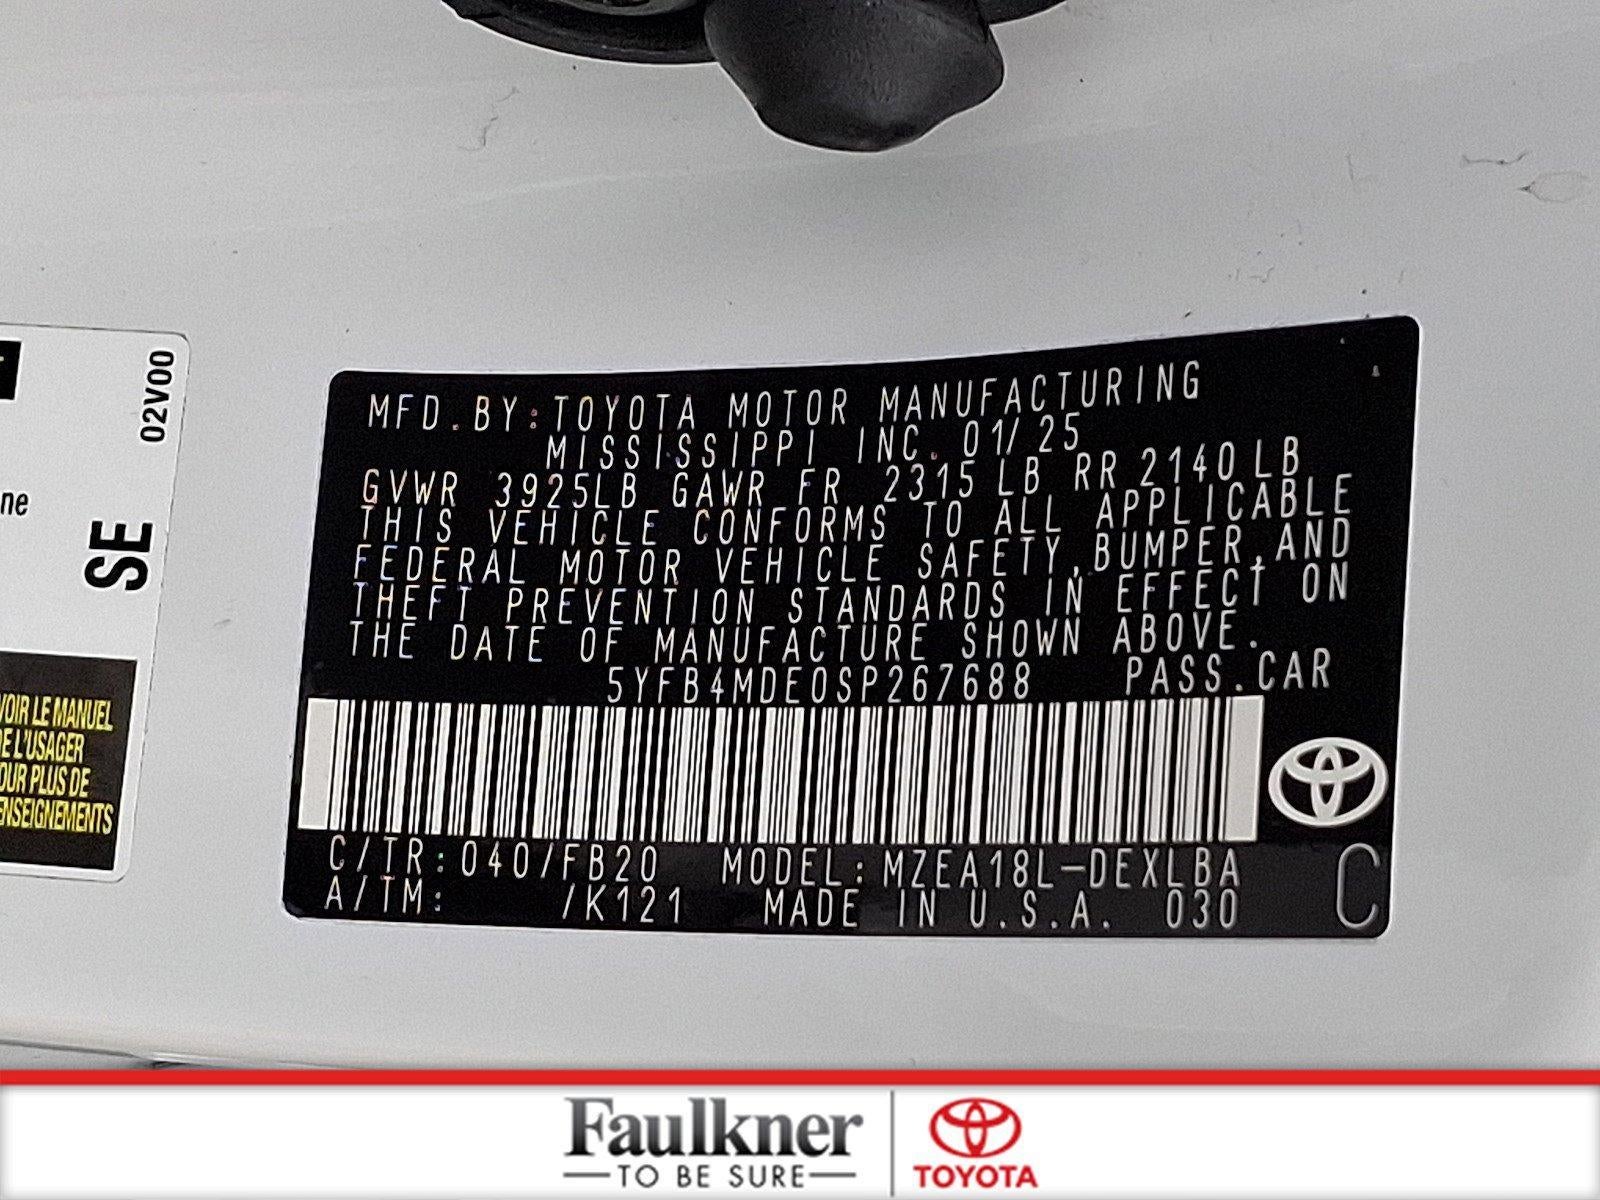 02V00
ne
SE
VOIR LE MANUEL
DE L'USAGER
POUR PLUS DE
RENSEIGNEMENTS
MFD.BY:TOYOTA MOTOR MANUFACTURING
MISSISSIPPI INC. 01/25
GVWR 3925LB GAWR FR 2315 LB RR 2140 LB
THIS VEHICLE CONFORMS TO ALL APPLICABLE
FEDERAL MOTOR VEHICLE SAFETY,BUMPER,AND
THEFT PREVENTION STANDARDS IN EFFECT ON
THE DATE OF MANUFACTURE SHOWN ABOVE.
5YFB4MDE0SP267688 PASS.CAR
C/TR:040/FB20 MODEL:MZEA18L-DEXLBA
A/TM: /K121 MADE IN U.S.A. 030
C
Faulkner
TO BE SURE
TOYOTA